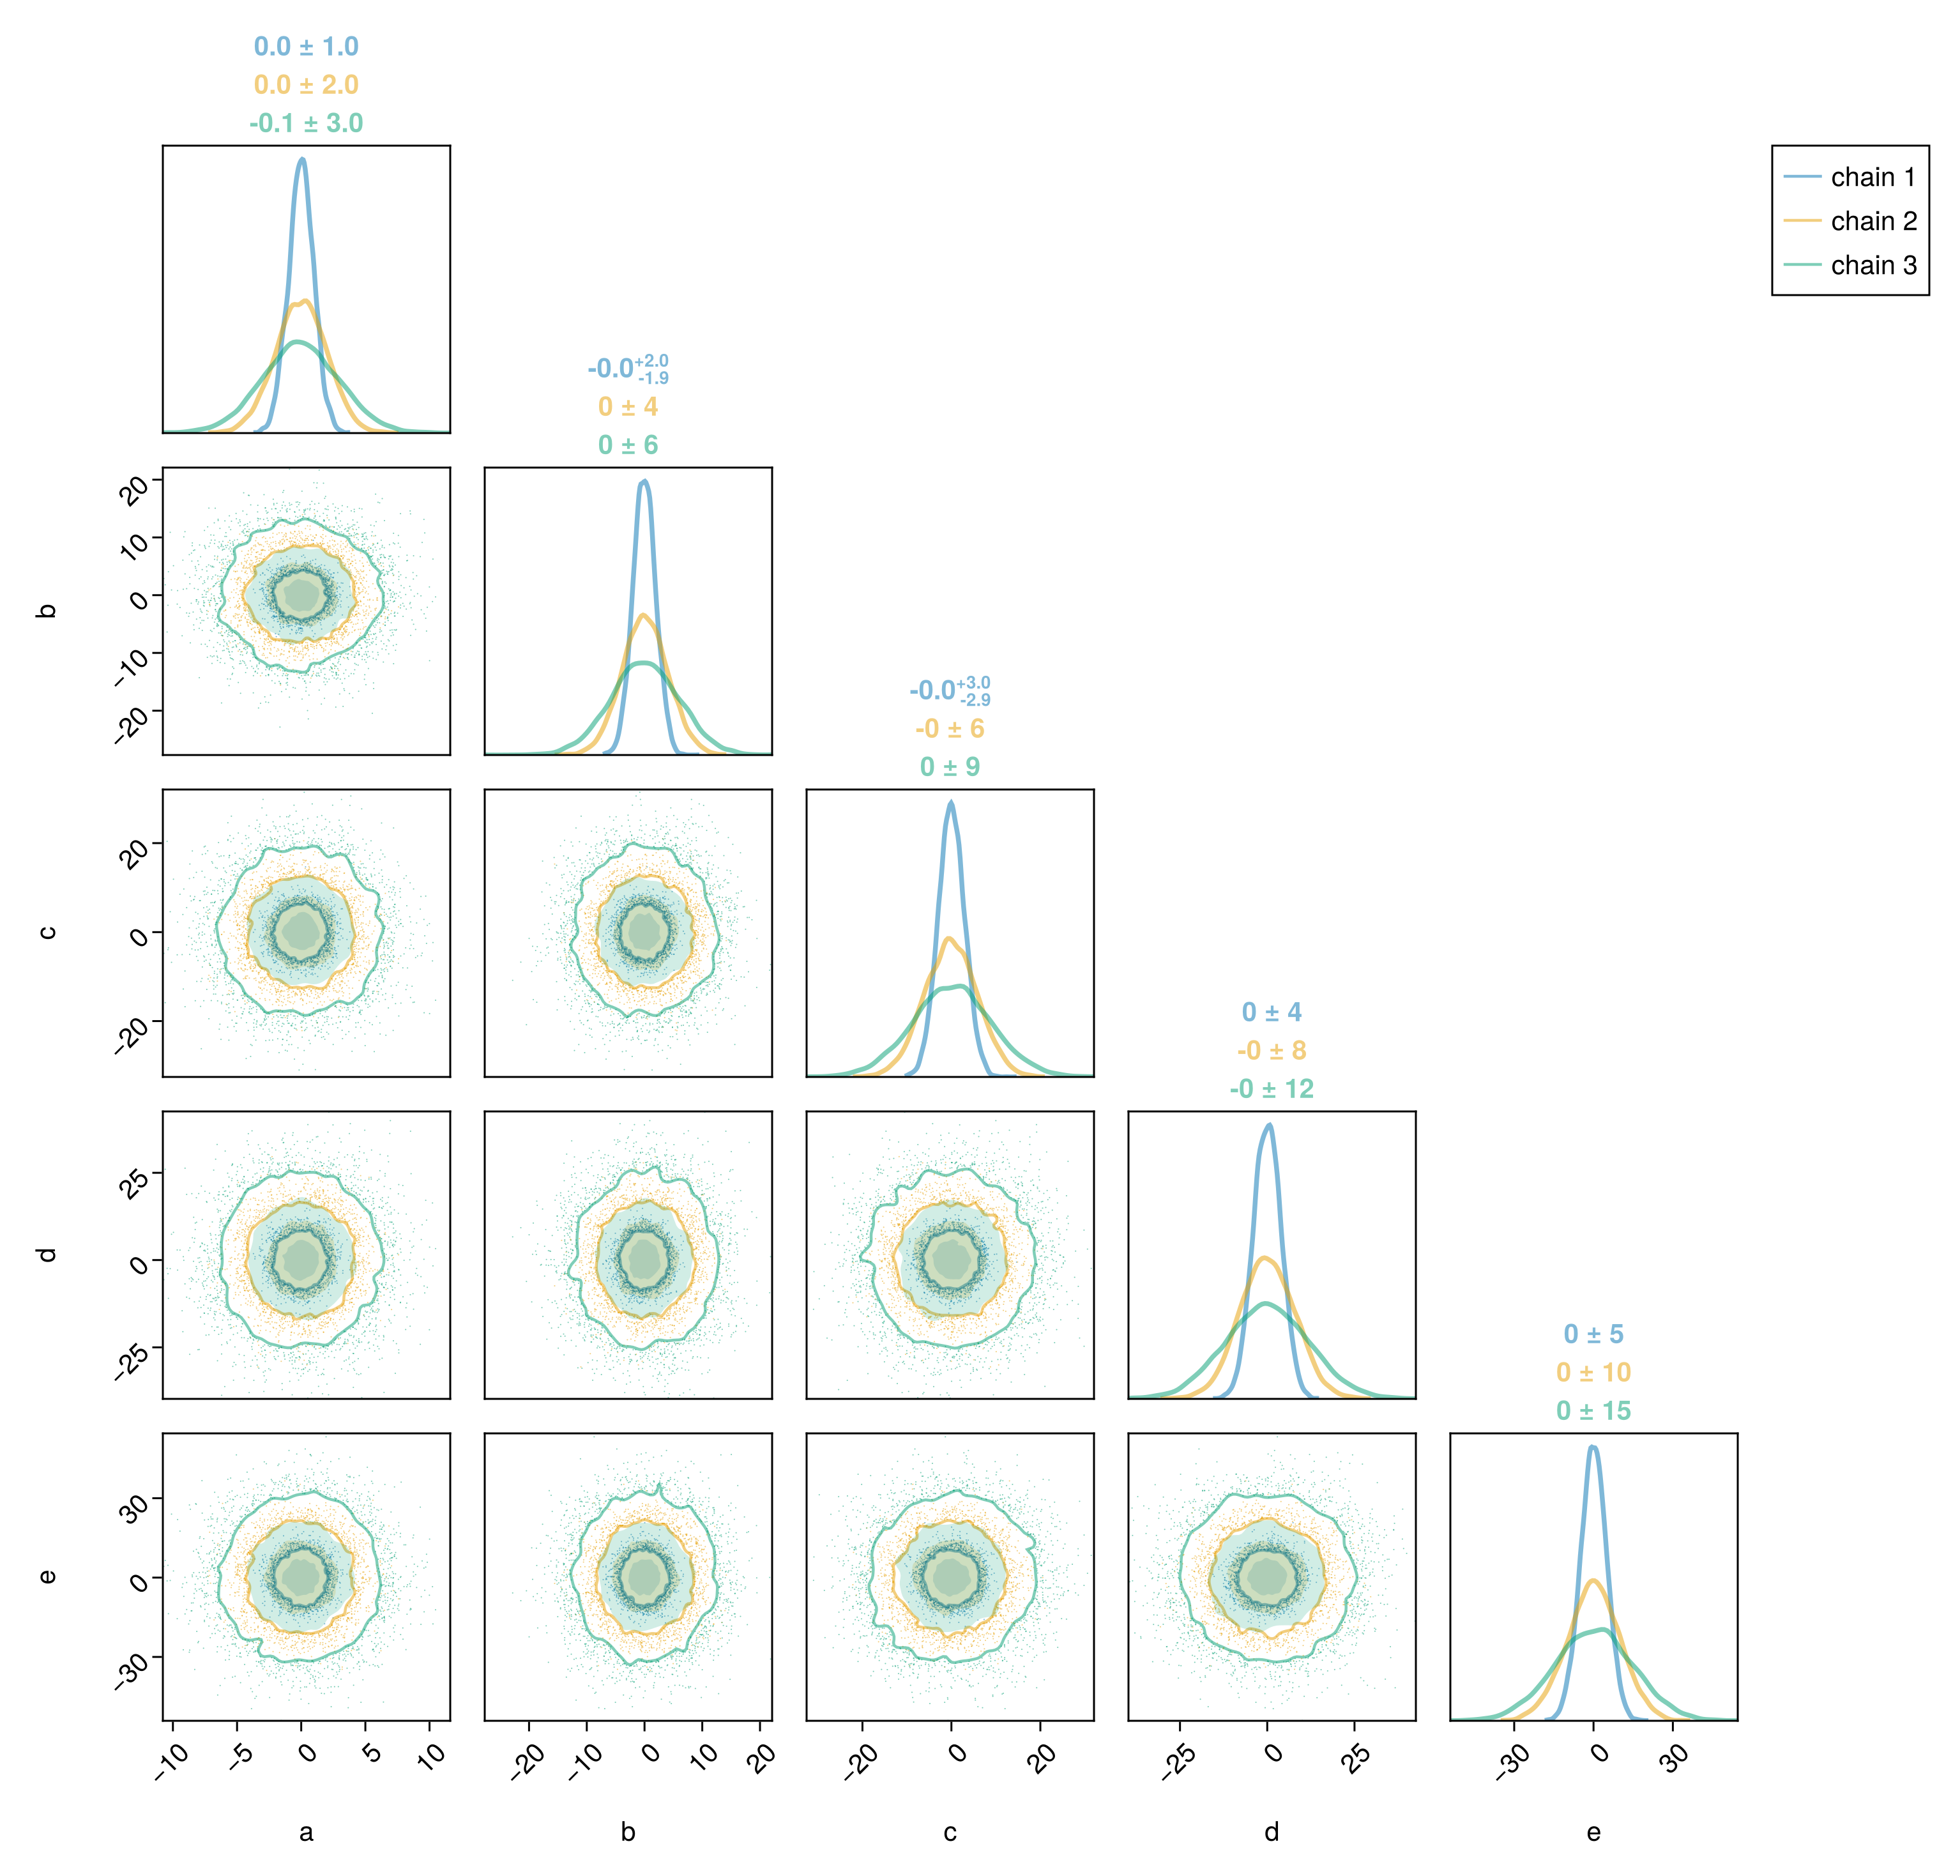 0.0 ± 1.0
0.0 ± 2.0
-0.1 ± 3.0
chain 1
chain 2
chain 3
-0.0+2.0-1.9
0 ± 4
0 ± 6
b
20
10
0
−10
−20
-0.0+3.0-2.9
-0 ± 6
0 ± 9
c
20
0
−20
0 ± 4
-0 ± 8
-0 ± 12
d
25
0
−25
0 ± 5
0 ± 10
0 ± 15
e
30
0
−30
−10 −5 0 5 10
−20 −10 0 10 20
−20 0 20
−25 0 25
−30 0 30
a b c d e